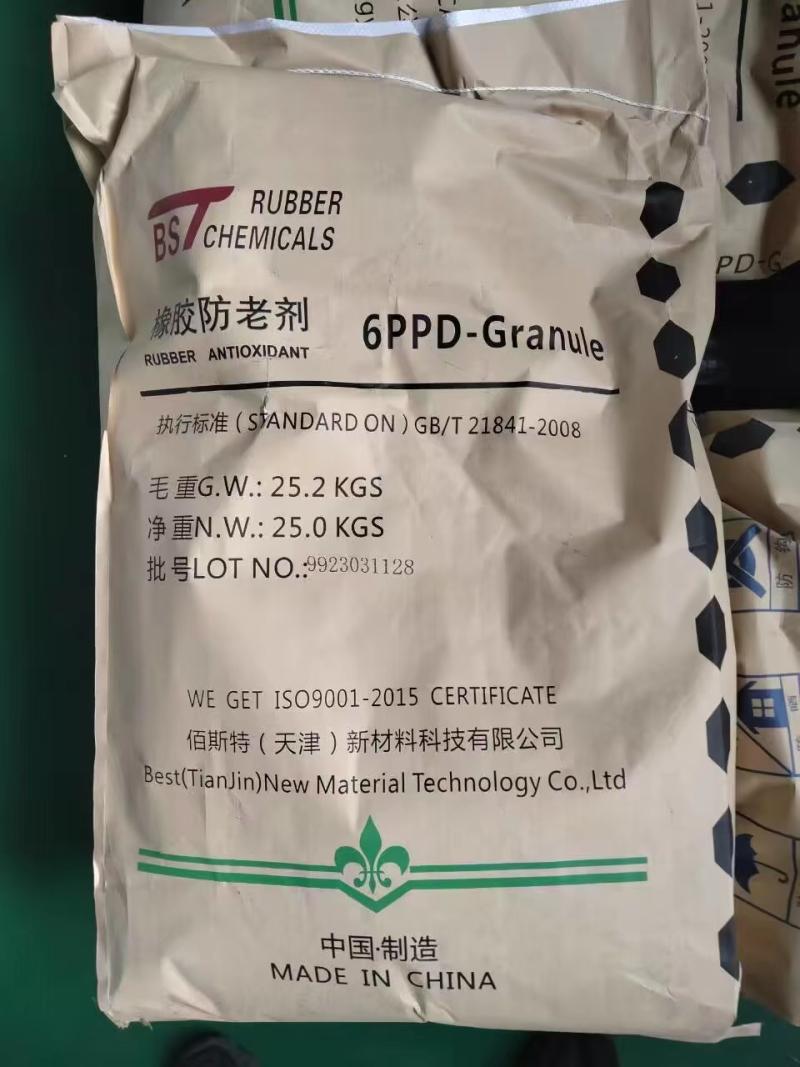 BST RUBBER
CHEMICALS
橡胶防老剂
RUBBER ANTIOXIDANT
6PPD-Granule
执行标准(STANDARD ON)GB/T 21841-2008
毛重G.W.: 25.2 KGS
净重N.W.: 25.0 KGS
批号LOT NO.:9923031128
WE GET ISO9001-2015 CERTIFICATE
佰斯特(天津)新材料科技有限公司
Best(TianJin)New Material Technology Co.,Ltd
中国·制造
MADE IN CHINA
anule
PD-G
防